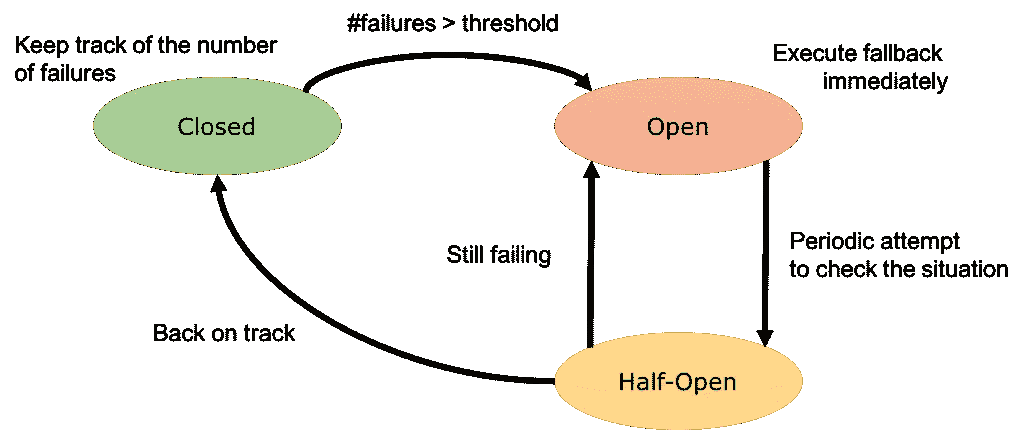 #failures > threshold
Keep track of the number
of failures
Execute fallback
immediately
Closed
Open
Still failing
Periodic attempt
to check the situation
Back on track
Half-Open